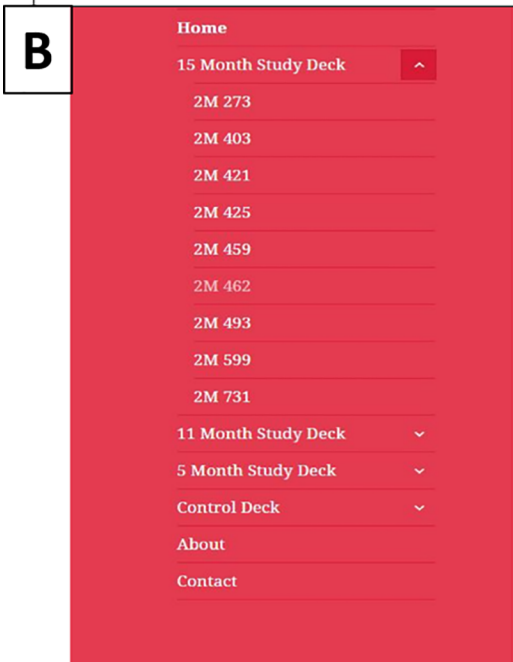 B
Home
15 Month Study Deck
2M 273
2M 403
2M 421
2M 425
2M 459
2M 462
2M 493
2M 599
2M 731
11 Month Study Deck
5 Month Study Deck
Control Deck
About
Contact